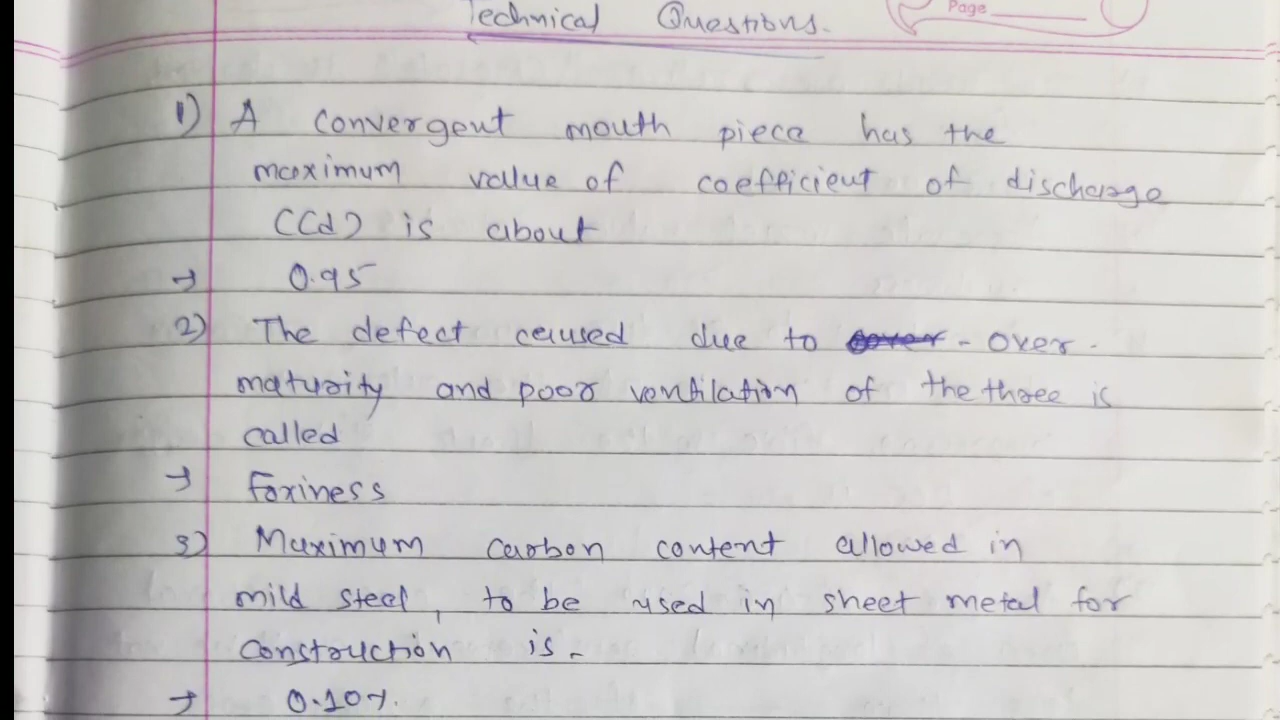 Technical Questions.
Page
1) A convergent mouth piece has the
maximum value of coefficient of discharge
(Cd) is about
→ 0.95
2) The defect caused due to - over -
maturity and poor ventilation of the three is
called
→ Foxiness
3) Maximum carbon content allowed in
mild steel, to be used in sheet metal for
construction is -
→ 0.10%.